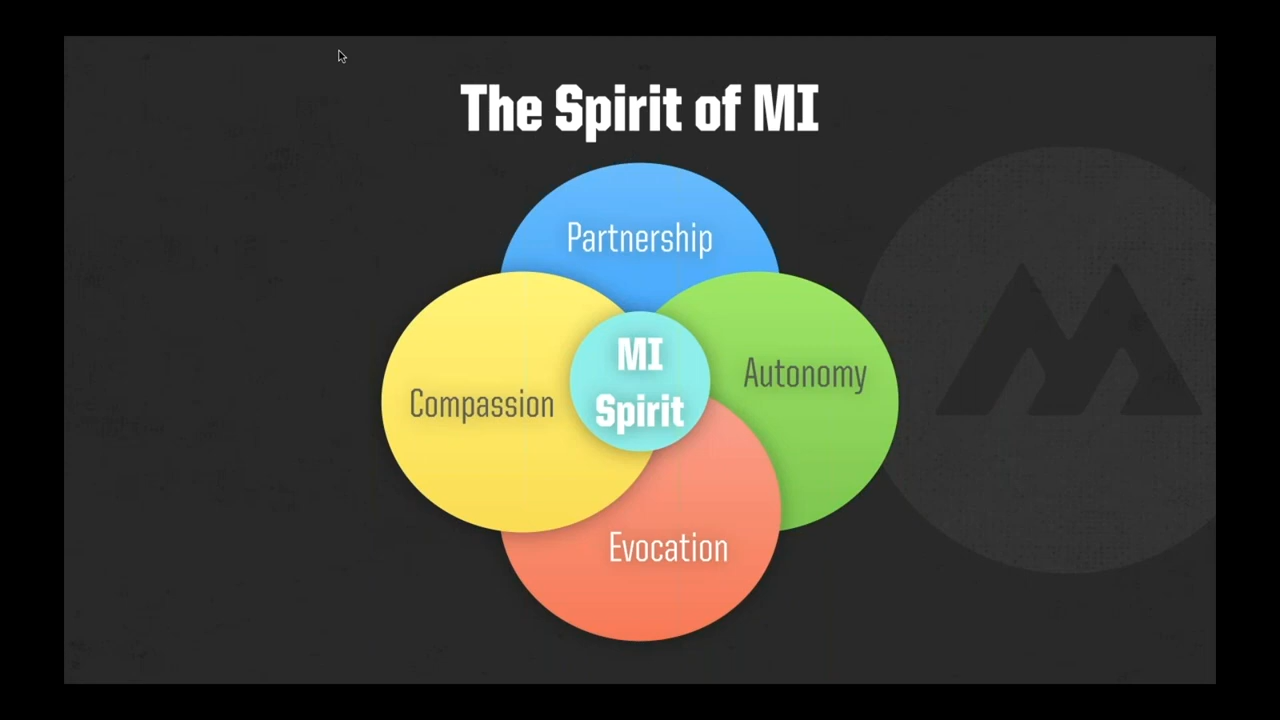 The Spirit of MI
Partnership
MI
Spirit
Autonomy
Compassion
Evocation